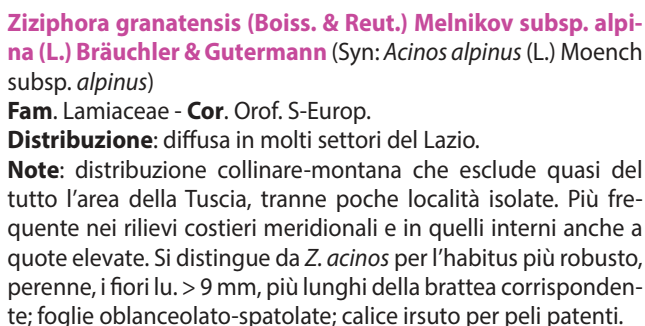 Ziziphora granatensis (Boiss. & Reut.) Melnikov subsp. alpi-
na (L.) Bräuchler & Gutermann (Syn: Acinos alpinus (L.) Moench
subsp. alpinus)
Fam. Lamiaceae - Cor. Orof. S-Europ.
Distribuzione: diffusa in molti settori del Lazio.
Note: distribuzione collinare-montana che esclude quasi del
tutto l'area della Tuscia, tranne poche località isolate. Più fre-
quente nei rilievi costieri meridionali e in quelli interni anche a
quote elevate. Si distingue da Z. acinos per l'habitus più robusto,
perenne, i fiori lu. > 9 mm, più lunghi della brattea corrisponden-
te; foglie oblanceolato-spatolate; calice irsuto per peli patenti.